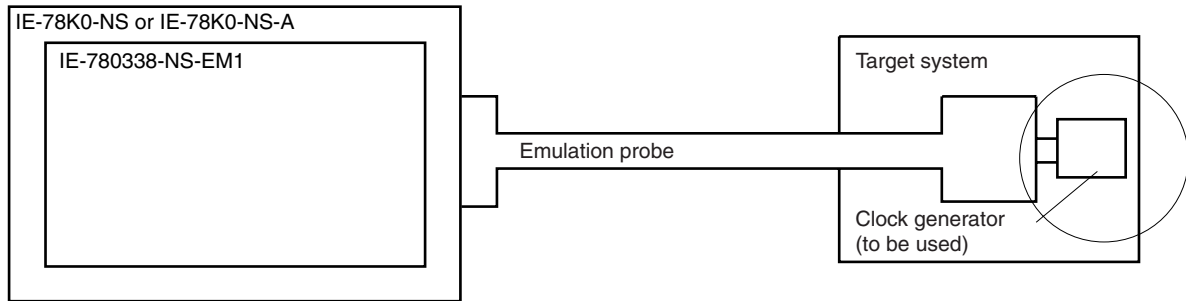 IE-78K0-NS or IE-78K0-NS-A
IE-780338-NS-EM1
Target system
Emulation probe
Clock generator
(to be used)